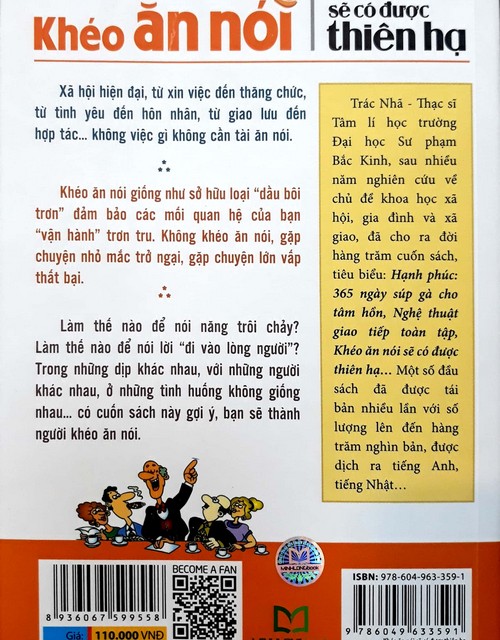 Khéo ăn nói
sẽ có được
thiên hạ
Xã hội hiện đại, từ xin việc đến thăng chức,
từ tình yêu đến hôn nhân, từ giao lưu đến
hợp tác... không việc gì không cần tài ăn nói.
Khéo ăn nói giống như sở hữu loại “dầu bôi
trơn” đảm bảo các mối quan hệ của bạn
“vận hành” trơn tru. Không khéo ăn nói, gặp
chuyện nhỏ mắc trở ngại, gặp chuyện lớn vấp
thất bại.
Làm thế nào để nói năng trôi chảy?
Làm thế nào để nói lời “đi vào lòng người”?
Trong những dịp khác nhau, với những người
khác nhau, ở những tình huống không giống
nhau... có cuốn sách này gợi ý, bạn sẽ thành
người khéo ăn nói.
Trác Nhã - Thạc sĩ
Tâm lí học trường
Đại học Sư phạm
Bắc Kinh, sau nhiều
năm nghiên cứu về
chủ đề khoa học xã
hội, gia đình và xã
giao, đã cho ra đời
hàng trăm cuốn sách,
tiêu biểu: Hạnh phúc:
365 ngày súp gà cho
tâm hồn, Nghệ thuật
giao tiếp toàn tập,
Khéo ăn nói sẽ có được
thiên hạ... Một số đầu
sách đã được tái
bản nhiều lần với số
lượng lên đến hàng
trăm nghìn bản, được
dịch ra tiếng Anh,
tiếng Nhật...
BECOME A FAN
MINHLONGbook
ISBN: 978-604-963-359-1
8 936067 599558
9 786049 633591
Giá: 110.000 VNĐ